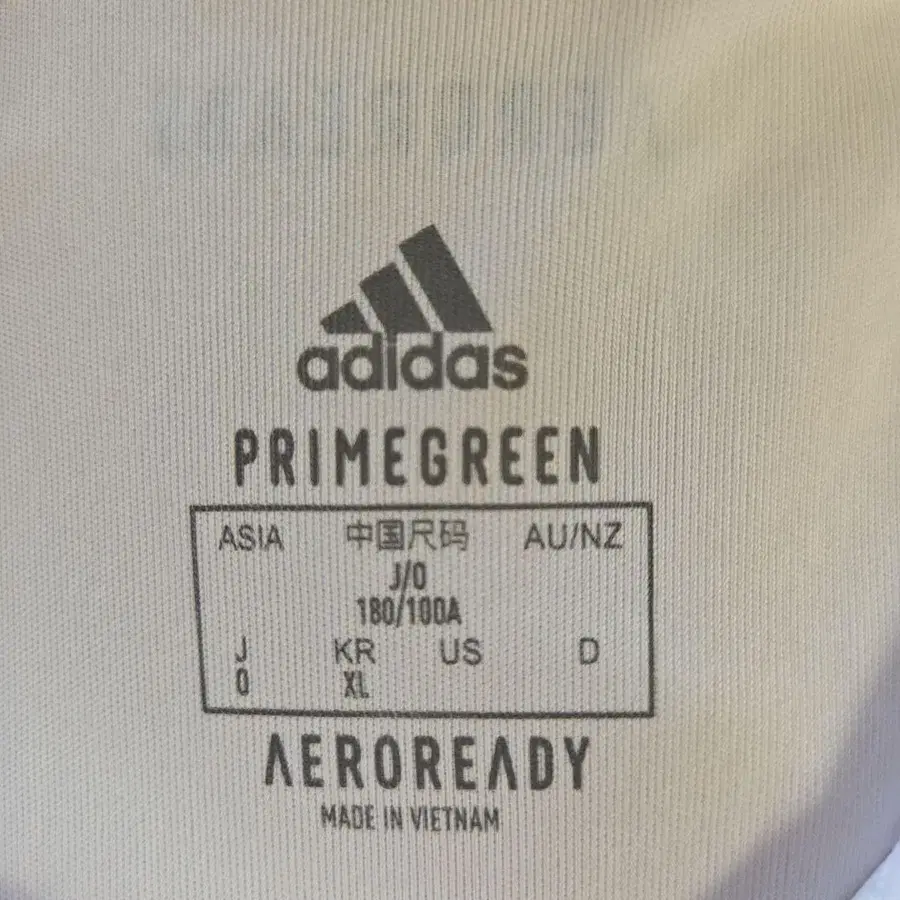 adidas
PRIMEGREEN
ASIA 中国尺码 AU/NZ
J/O
180/100A
J KR US D
O XL
AEROREADY
MADE IN VIETNAM